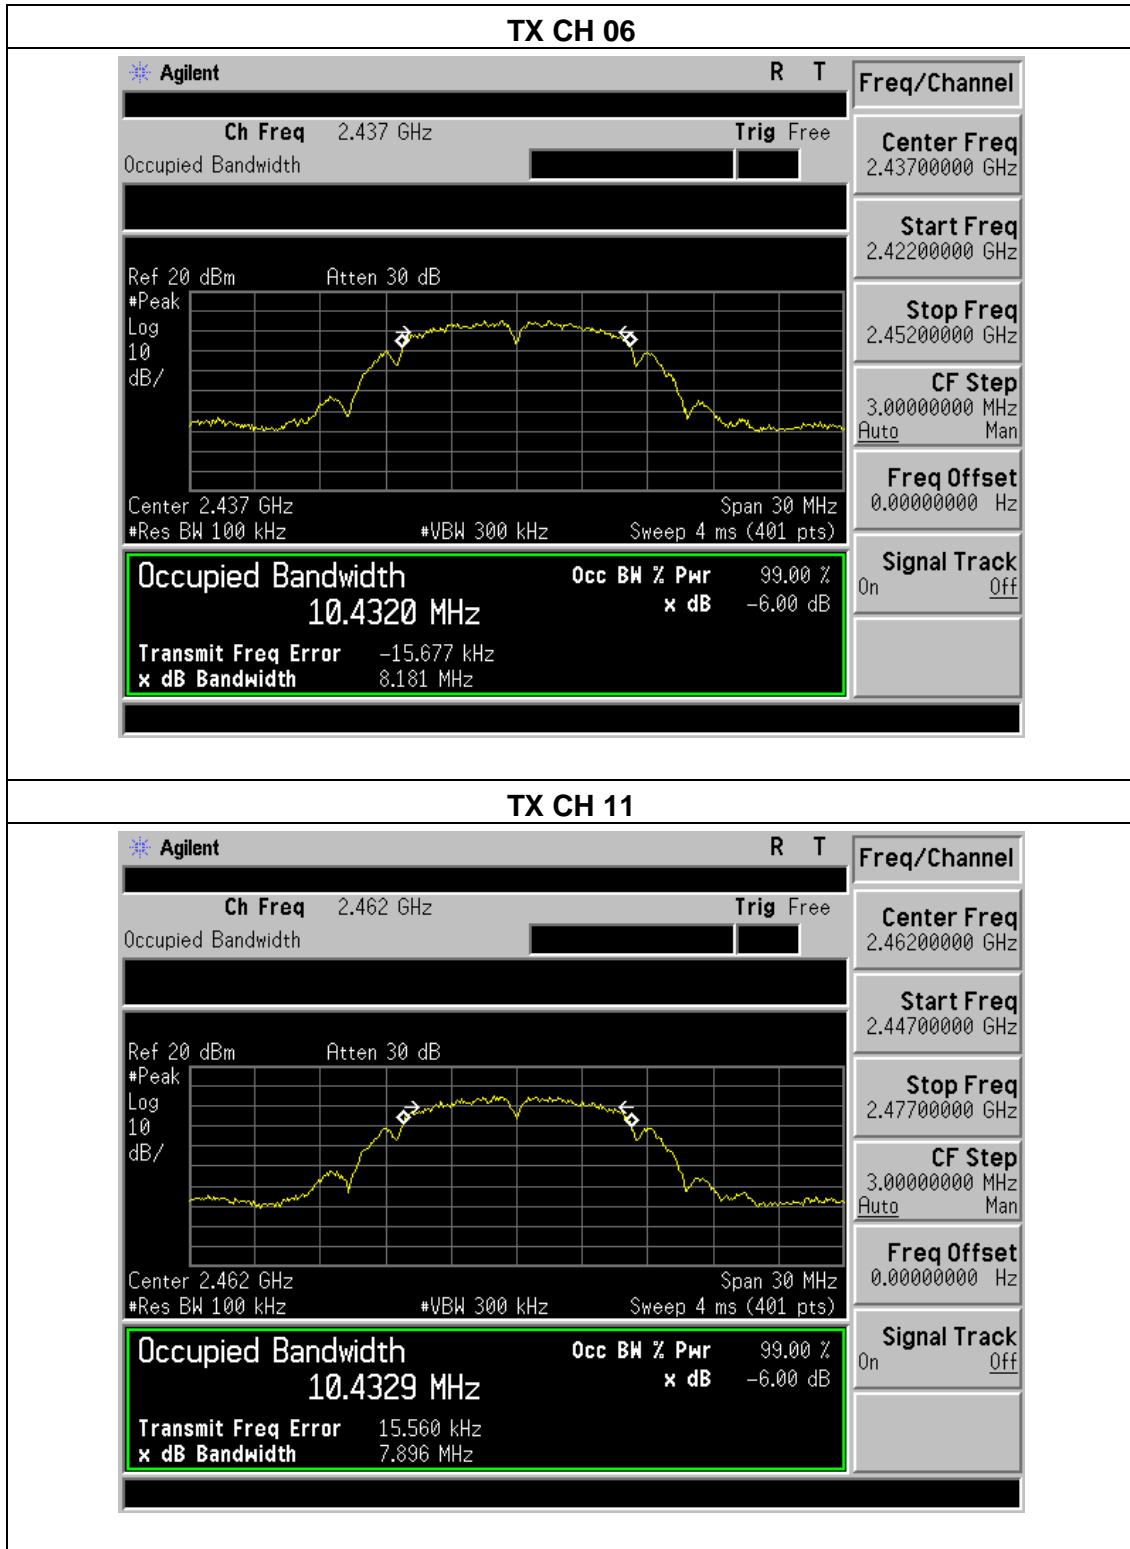 TX CH 06
Agilent R T
Freq/Channel
Ch Freq 2.437 GHz Trig Free
Occupied Bandwidth
Center Freq
2.43700000 GHz
Start Freq
2.42200000 GHz
Stop Freq
2.45200000 GHz
CF Step
3.00000000 MHz
Auto Man
Freq Offset
0.00000000 Hz
Signal Track
On Off
Ref 20 dBm Atten 30 dB
#Peak
Log
10
dB/
Center 2.437 GHz Span 30 MHz
#Res BW 100 kHz #VBW 300 kHz Sweep 4 ms (401 pts)
Occupied Bandwidth Occ BW % Pwr 99.00 %
10.4320 MHz x dB -6.00 dB
Transmit Freq Error -15.677 kHz
x dB Bandwidth 8.181 MHz
TX CH 11
Agilent R T
Freq/Channel
Ch Freq 2.462 GHz Trig Free
Occupied Bandwidth
Center Freq
2.46200000 GHz
Start Freq
2.44700000 GHz
Stop Freq
2.47700000 GHz
CF Step
3.00000000 MHz
Auto Man
Freq Offset
0.00000000 Hz
Signal Track
On Off
Ref 20 dBm Atten 30 dB
#Peak
Log
10
dB/
Center 2.462 GHz Span 30 MHz
#Res BW 100 kHz #VBW 300 kHz Sweep 4 ms (401 pts)
Occupied Bandwidth Occ BW % Pwr 99.00 %
10.4329 MHz x dB -6.00 dB
Transmit Freq Error 15.560 kHz
x dB Bandwidth 7.896 MHz